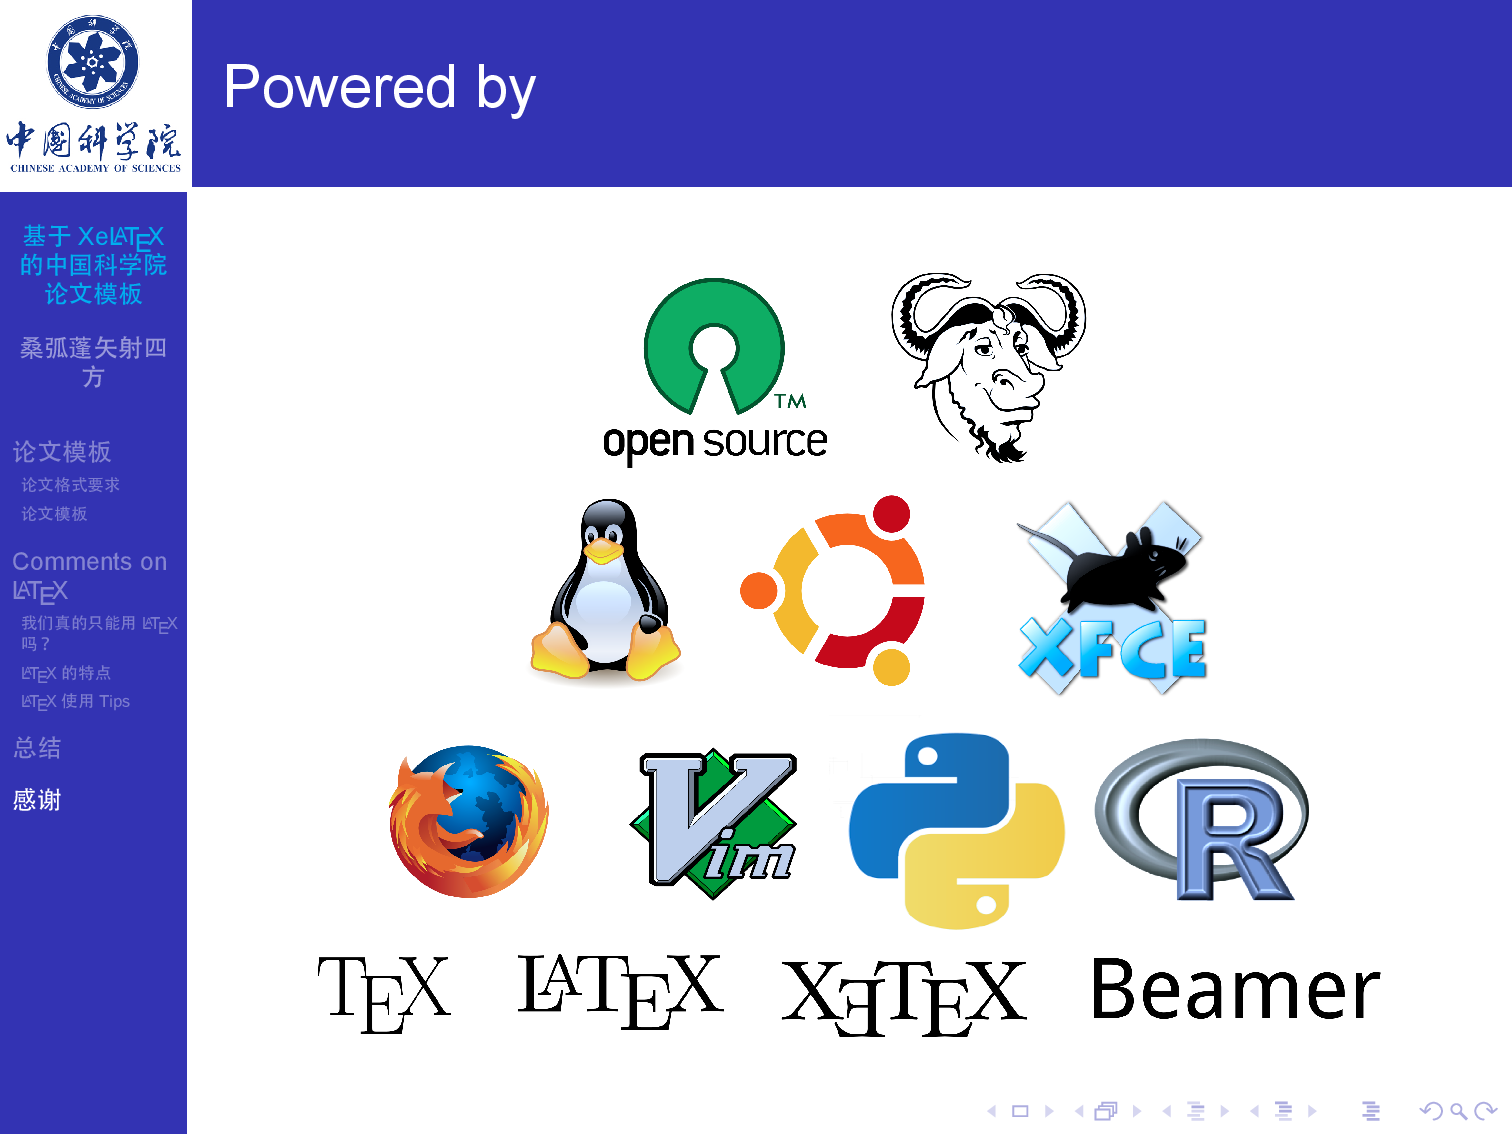 中国科学院
CHINESE ACADEMY OF SCIENCES
Powered by
基于 XeLATEX
的中国科学院
论文模板
桑弧蓬矢射四
方
论文模板
论文格式要求
论文模板
Comments on
LATEX
我们真的只能用 LATEX
吗？
LATEX 的特点
LATEX 使用 Tips
总结
感谢
TM
open source
XFCE
Vim
R
TEX LATEX XƎTEX Beamer